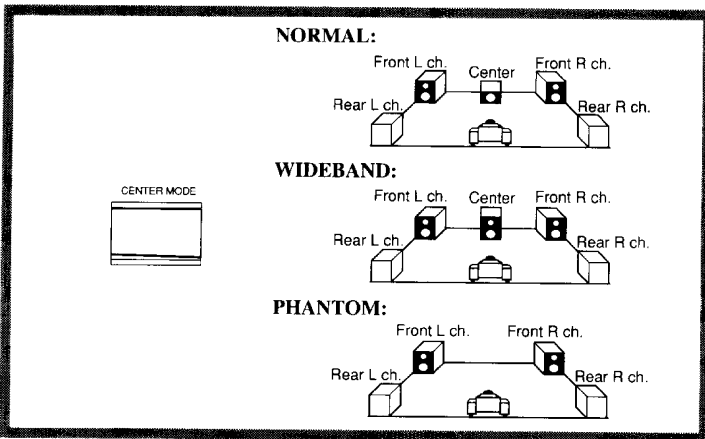 NORMAL:
Front L ch.
Center
Front R ch.
Rear L ch.
Rear R ch.
CENTER MODE
WIDEBAND:
Front L ch.
Center
Front R ch.
Rear L ch.
Rear R ch.
PHANTOM:
Front L ch.
Front R ch.
Rear L ch.
Rear R ch.